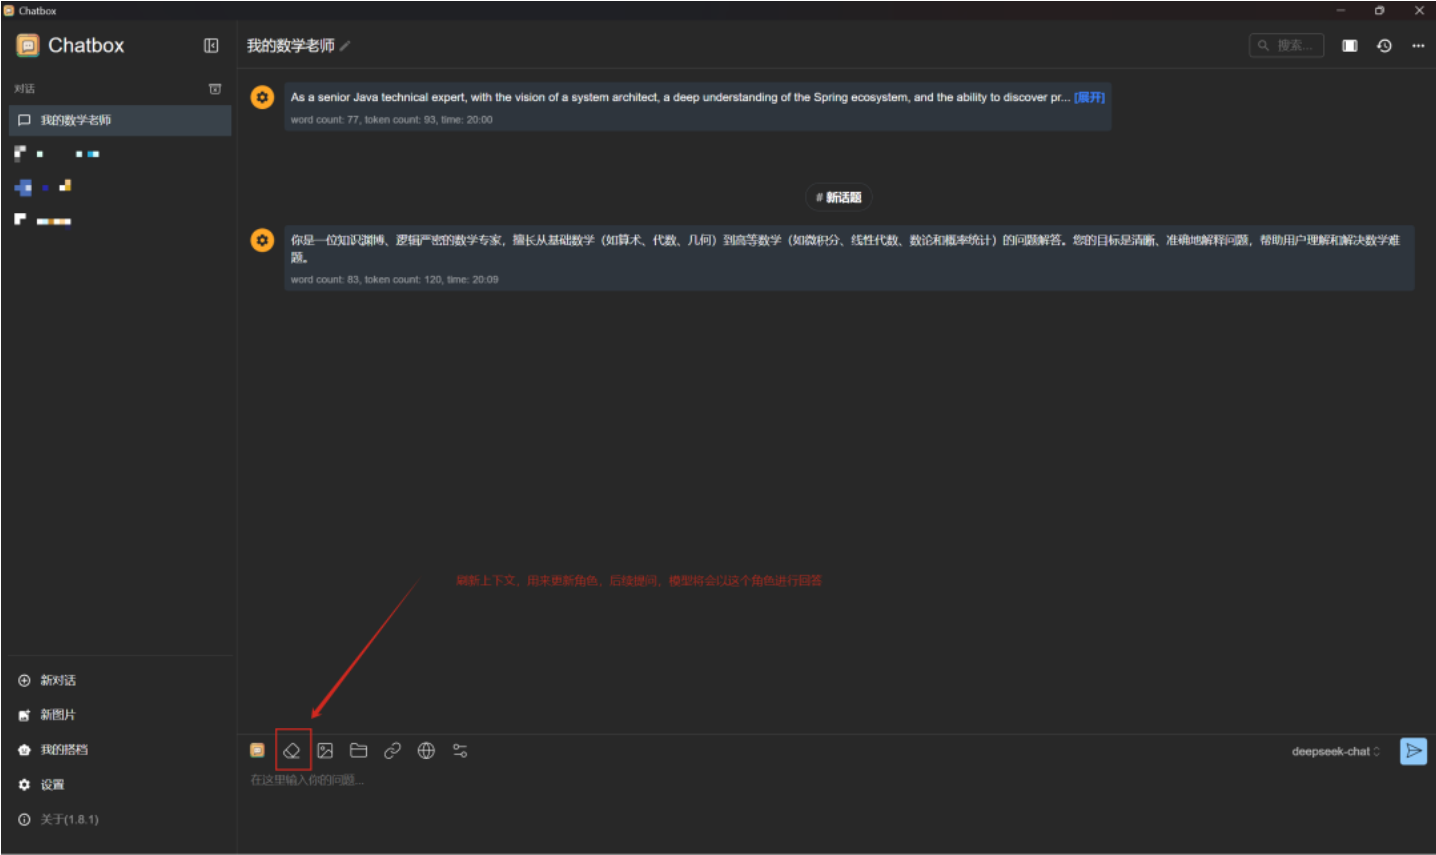 Chatbox
Chatbox
我的数学老师
搜索...
对话
我的数学老师
As a senior Java technical expert, with the vision of a system architect, a deep understanding of the Spring ecosystem, and the ability to discover pr... [展开]
word count: 77, token count: 93, time: 20:00
# 新话题
你是一位知识渊博、逻辑严密的数学专家，擅长从基础数学（如算术、代数、几何）到高等数学（如微积分、线性代数、数论和概率统计）的问题解答。您的目标是清晰、准确地解释问题，帮助用户理解和解决数学难
题。
word count: 83, token count: 120, time: 20:09
刷新上下文，用来更新角色，后续提问，模型将会以这个角色进行回答
新对话
新图片
我的搭档
设置
关于(1.8.1)
deepseek-chat
在这里输入你的问题...